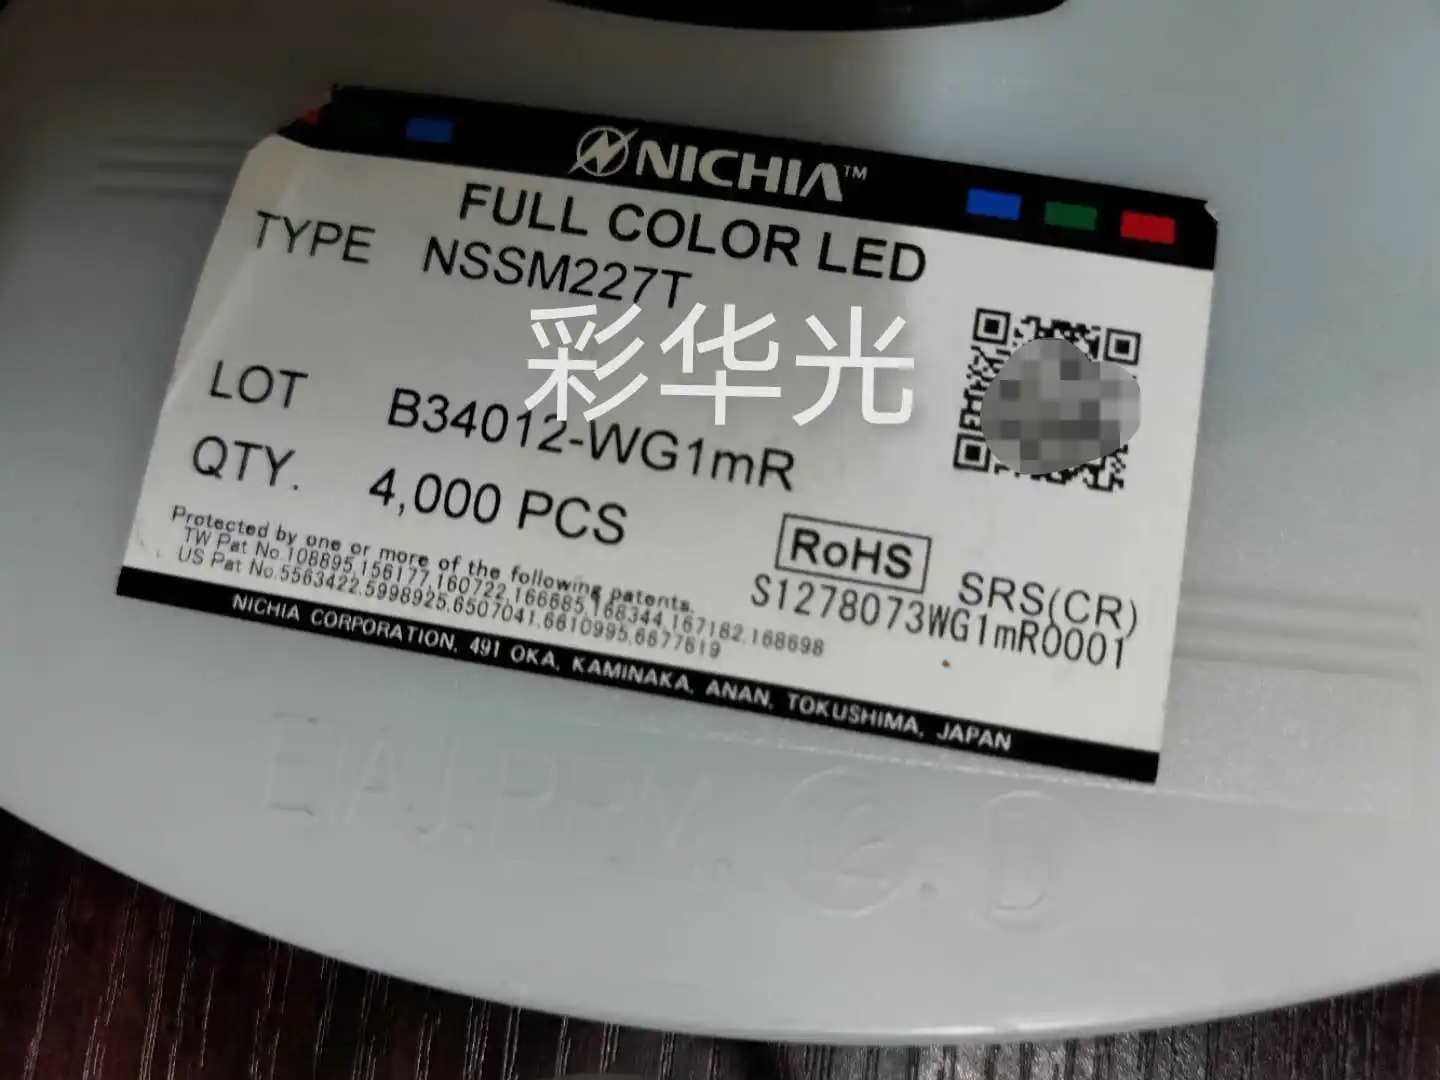 NICHIA™
FULL COLOR LED
TYPE NSSM227T
彩华光
LOT B34012-WG1mR
QTY. 4,000 PCS
RoHS SRS(CR)
S1278073WG1mR0001
Protected by one or more of the following patents.
TW Pat No.108895,156177,160722,166685,168344,167182,168698
US Pat No.5563422,5998925,6507041,6610995,6677619
NICHIA CORPORATION, 491 OKA, KAMINAKA, ANAN, TOKUSHIMA, JAPAN